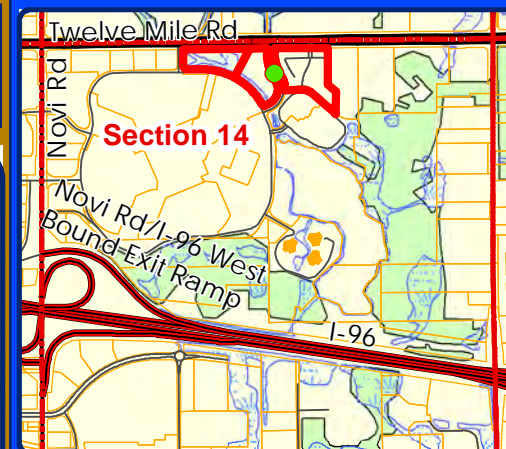 Twelve Mile Rd
Novi Rd
Section 14
Novi Rd/I-96 West
Bound Exit Ramp
I-96